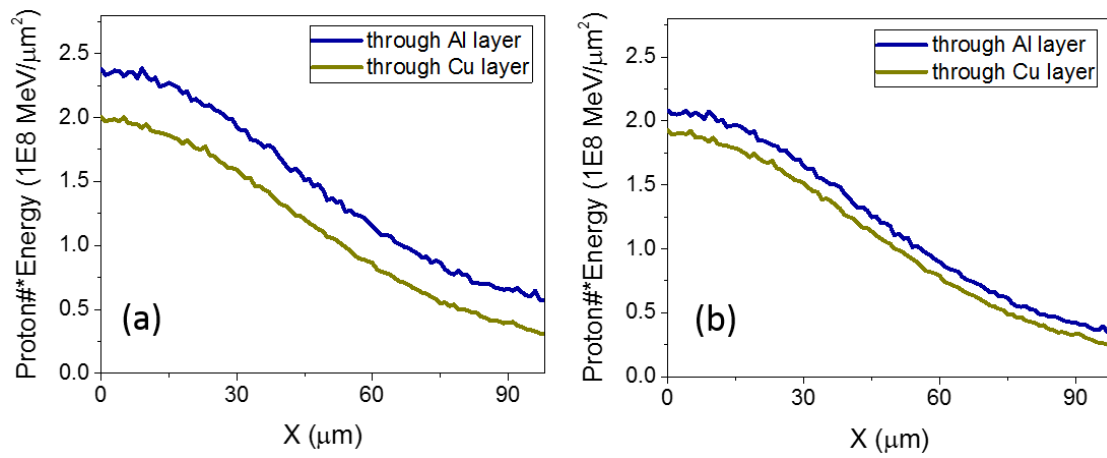 through Al layer
through Cu layer
Proton#*Energy (1E8 MeV/μm²)
2.5
2.0
1.5
1.0
0.5
0.0
0
30
60
90
X (μm)
(a)
through Al layer
through Cu layer
Proton#*Energy (1E8 MeV/μm²)
2.5
2.0
1.5
1.0
0.5
0.0
0
30
60
90
X (μm)
(b)